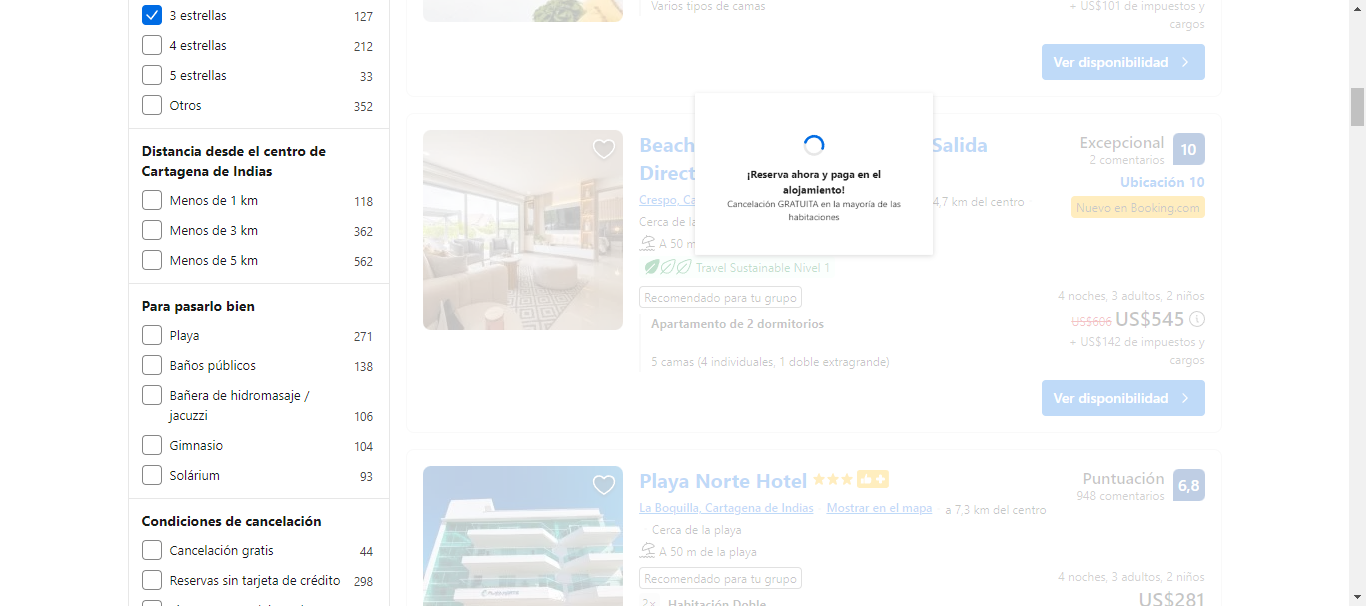 3 estrellas 127
4 estrellas 212
5 estrellas 33
Otros 352
Distancia desde el centro de
Cartagena de Indias
Menos de 1 km 118
Menos de 3 km 362
Menos de 5 km 562
Para pasarlo bien
Playa 271
Baños públicos 138
Bañera de hidromasaje /
jacuzzi 106
Gimnasio 104
Solárium 93
Condiciones de cancelación
Cancelación gratis 44
Reservas sin tarjeta de crédito 298
Varios tipos de camas
+ US$101 de impuestos y
cargos
Ver disponibilidad
¡Reserva ahora y paga en el
alojamiento!
Cancelación GRATUITA en la mayoría de las
habitaciones
Beach Salida
Direct
Crespo, Ca 4,7 km del centro
Cerca de la
A 50 m
Travel Sustainable Nivel 1
Excepcional 10
2 comentarios
Ubicación 10
Nuevo en Booking.com
Recomendado para tu grupo
Apartamento de 2 dormitorios
5 camas (4 individuales, 1 doble extragrande)
4 noches, 3 adultos, 2 niños
US$606 US$545
+ US$142 de impuestos y
cargos
Ver disponibilidad
Playa Norte Hotel
La Boquilla, Cartagena de Indias Mostrar en el mapa a 7,3 km del centro
Cerca de la playa
A 50 m de la playa
Puntuación 6,8
948 comentarios
Recomendado para tu grupo
2× Habitación Doble
4 noches, 3 adultos, 2 niños
US$281